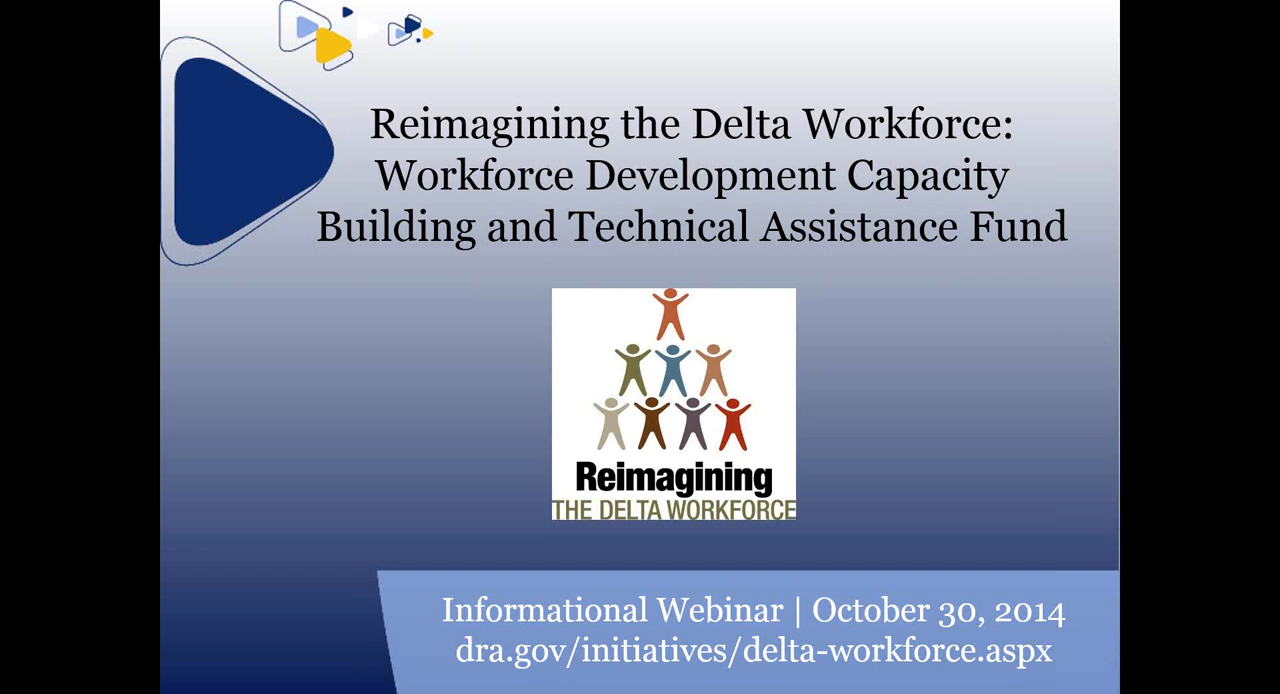 Reimagining the Delta Workforce:
Workforce Development Capacity
Building and Technical Assistance Fund
Reimagining
THE DELTA WORKFORCE
Informational Webinar | October 30, 2014
dra.gov/initiatives/delta-workforce.aspx